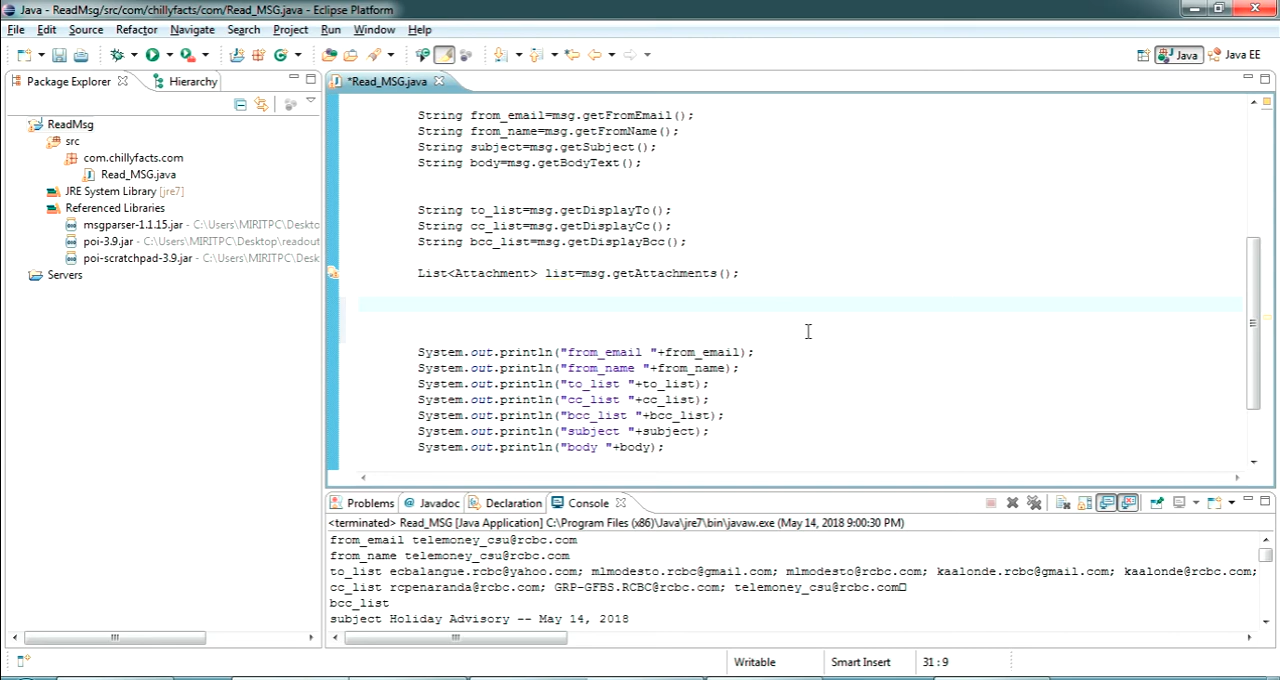 Java - ReadMsg/src/com/chillyfacts/com/Read_MSG.java - Eclipse Platform
File Edit Source Refactor Navigate Search Project Run Window Help
Java Java EE
Package Explorer Hierarchy
*Read_MSG.java
ReadMsg
src
com.chillyfacts.com
Read_MSG.java
JRE System Library [jre7]
Referenced Libraries
msgparser-1.1.15.jar - C:\Users\MIRITPC\Deskto
poi-3.9.jar - C:\Users\MIRITPC\Desktop\readout
poi-scratchpad-3.9.jar - C:\Users\MIRITPC\Desk
Servers
String from_email=msg.getFromEmail();
String from_name=msg.getFromName();
String subject=msg.getSubject();
String body=msg.getBodyText();
String to_list=msg.getDisplayTo();
String cc_list=msg.getDisplayCc();
String bcc_list=msg.getDisplayBcc();
List<Attachment> list=msg.getAttachments();
System.out.println("from_email "+from_email);
System.out.println("from_name "+from_name);
System.out.println("to_list "+to_list);
System.out.println("cc_list "+cc_list);
System.out.println("bcc_list "+bcc_list);
System.out.println("subject "+subject);
System.out.println("body "+body);
Problems Javadoc Declaration Console
<terminated> Read_MSG [Java Application] C:\Program Files (x86)\Java\jre7\bin\javaw.exe (May 14, 2018 9:00:30 PM)
from_email telemoney_csu@rcbc.com
from_name telemoney_csu@rcbc.com
to_list ecbalangue.rcbc@yahoo.com; mlmodesto.rcbc@gmail.com; mlmodesto@rcbc.com; kaalonde.rcbc@gmail.com; kaalonde@rcbc.com;
cc_list rcpenaranda@rcbc.com; GRP-GFBS.RCBC@rcbc.com; telemoney_csu@rcbc.com
bcc_list
subject Holiday Advisory -- May 14, 2018
Writable Smart Insert 31 : 9